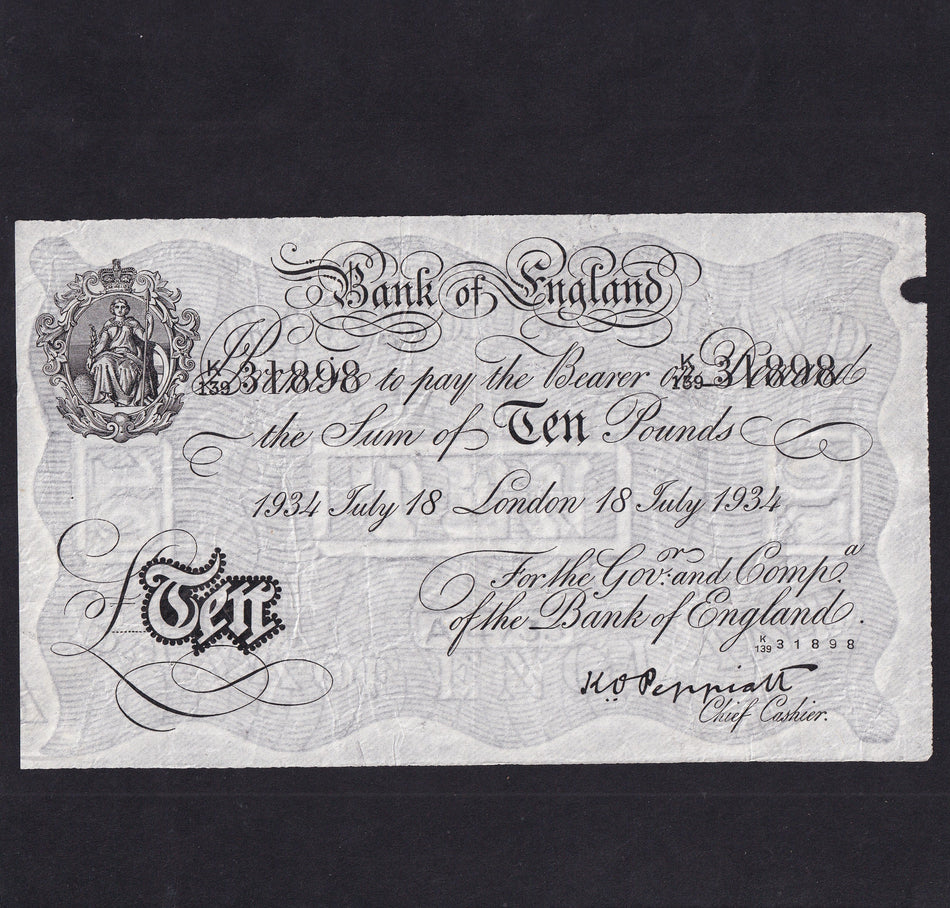 Bank of England
K
139 31898 to pay the Bearer on Demand K
139 31898
the Sum of Ten Pounds
1934 July 18 London 18 July 1934
For the Govr: and Compa.
of the Bank of England.
£ Ten
K
139 31898
K.O. Peppiatt
Chief Cashier.